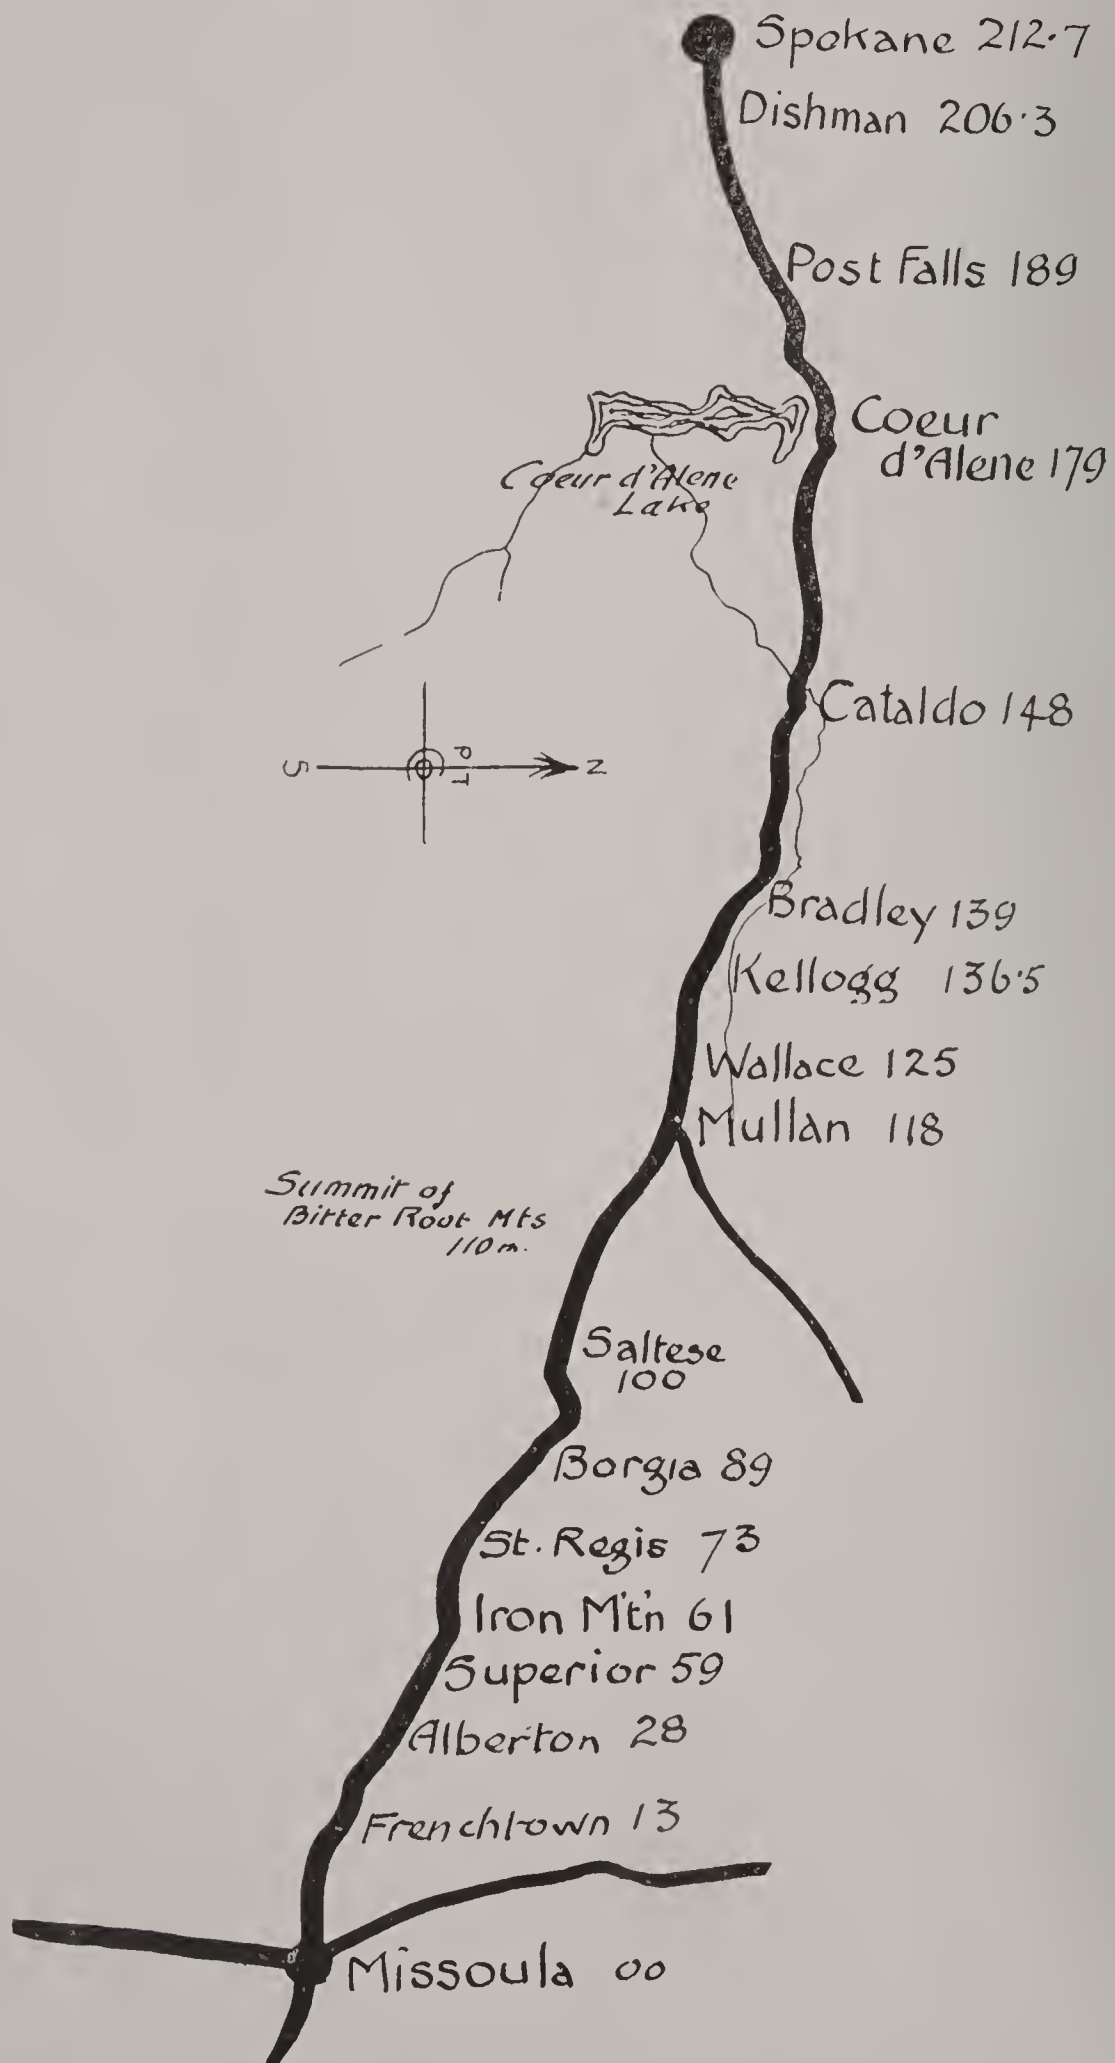 Spokane 212·7
Dishman 206·3
Post Falls 189
Coeur
d'Alene 179
Coeur d'Alene
Lake
Cataldo 148
S PT N
Bradley 139
Kellogg 136·5
Wallace 125
Mullan 118
Summit of
Bitter Root Mts
110 m.
Saltese
100
Borgia 89
St. Regis 73
Iron M't'n 61
Superior 59
Alberton 28
Frenchtown 13
Missoula 00